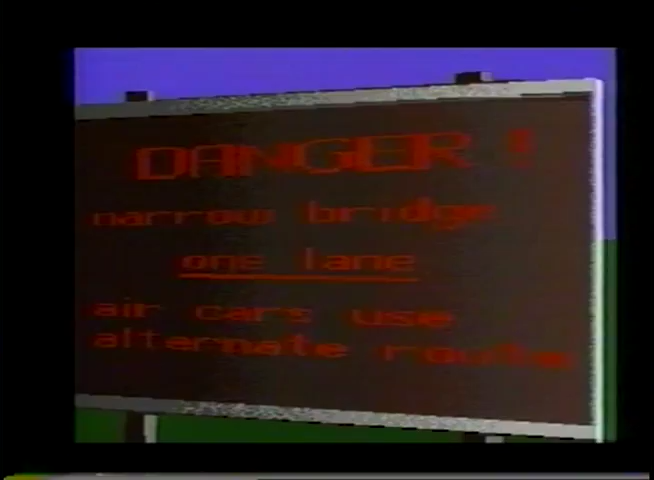 DANGER !
narrow bridge
one lane
air cars use
alternate route